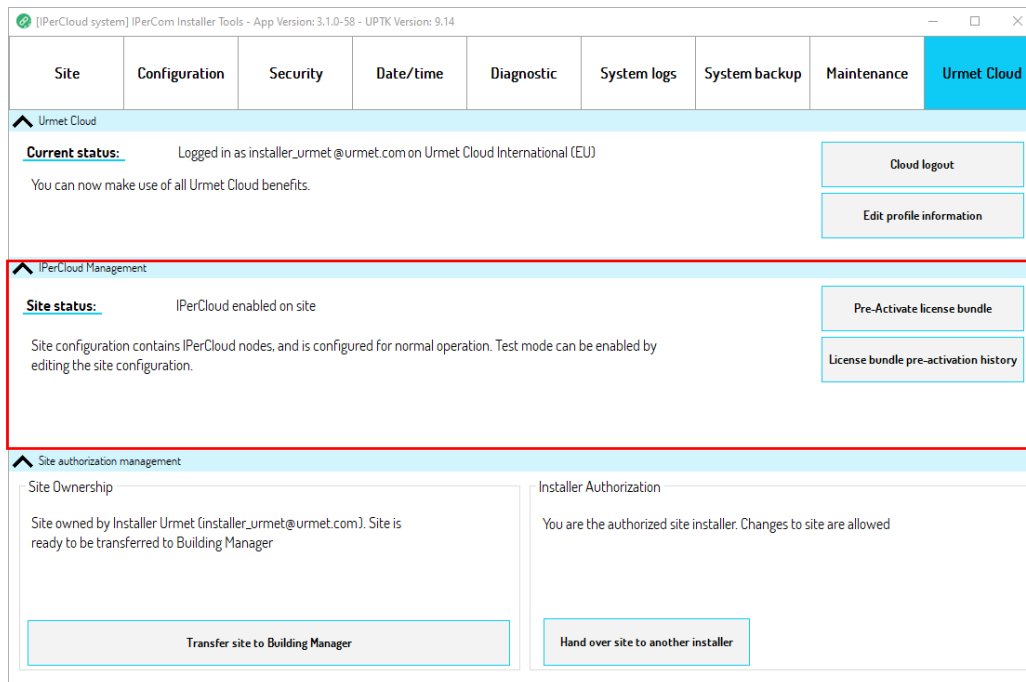 [IPerCloud system] IPerCom Installer Tools - App Version: 3.1.0-58 - UPTK Version: 9.14
Site
Configuration
Security
Date/time
Diagnostic
System logs
System backup
Maintenance
Urmet Cloud
Urmet Cloud
Current status:
Logged in as installer_urmet@urmet.com on Urmet Cloud International (EU)
You can now make use of all Urmet Cloud benefits.
Cloud logout
Edit profile information
IPerCloud Management
Site status:
IPerCloud enabled on site
Site configuration contains IPerCloud nodes, and is configured for normal operation. Test mode can be enabled by
editing the site configuration.
Pre-Activate license bundle
License bundle pre-activation history
Site authorization management
Site Ownership
Site owned by Installer Urmet (installer_urmet@urmet.com). Site is
ready to be transferred to Building Manager
Transfer site to Building Manager
Installer Authorization
You are the authorized site installer. Changes to site are allowed
Hand over site to another installer